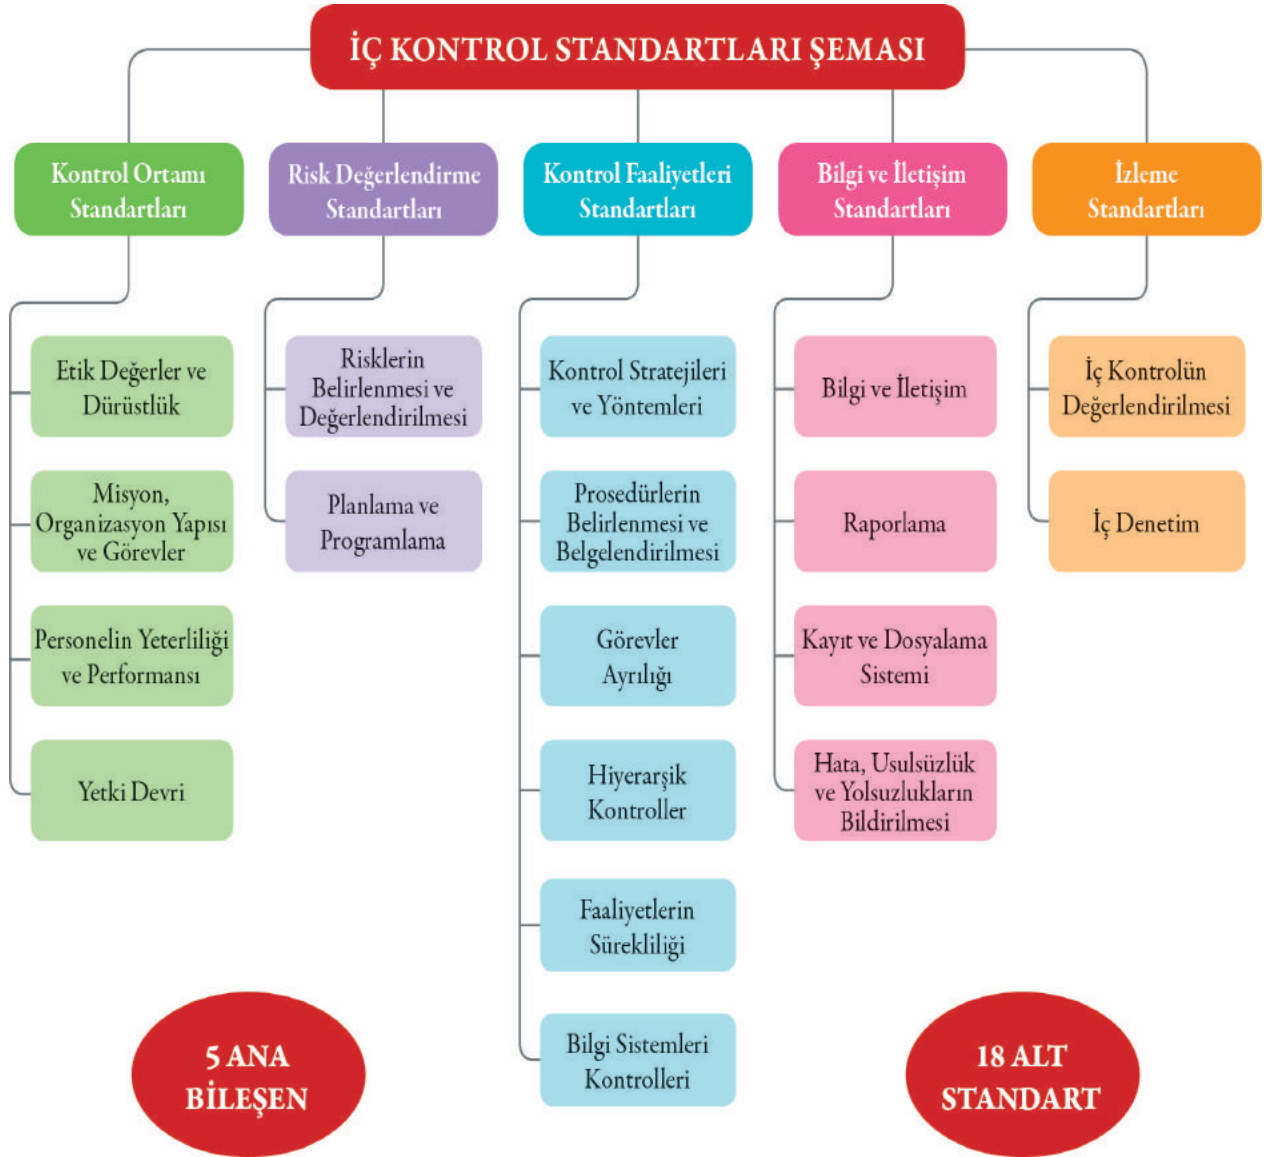 İÇ KONTROL STANDARTLARI ŞEMASI
Kontrol Ortamı
Standartları
Etik Değerler ve
Dürüstlük
Misyon,
Organizasyon Yapısı
ve Görevler
Personelin Yeterliliği
ve Performansı
Yetki Devri
Risk Değerlendirme
Standartları
Risklerin
Belirlenmesi ve
Değerlendirilmesi
Planlama ve
Programlama
Kontrol Faaliyetleri
Standartları
Kontrol Stratejileri
ve Yöntemleri
Prosedürlerin
Belirlenmesi ve
Belgelendirilmesi
Görevler
Ayrılığı
Hiyerarşik
Kontroller
Faaliyetlerin
Sürekliliği
Bilgi Sistemleri
Kontrolleri
Bilgi ve İletişim
Standartları
Bilgi ve İletişim
Raporlama
Kayıt ve Dosyalama
Sistemi
Hata, Usulsüzlük
ve Yolsuzlukların
Bildirilmesi
İzleme
Standartları
İç Kontrolün
Değerlendirilmesi
İç Denetim
5 ANA
BİLEŞEN
18 ALT
STANDART